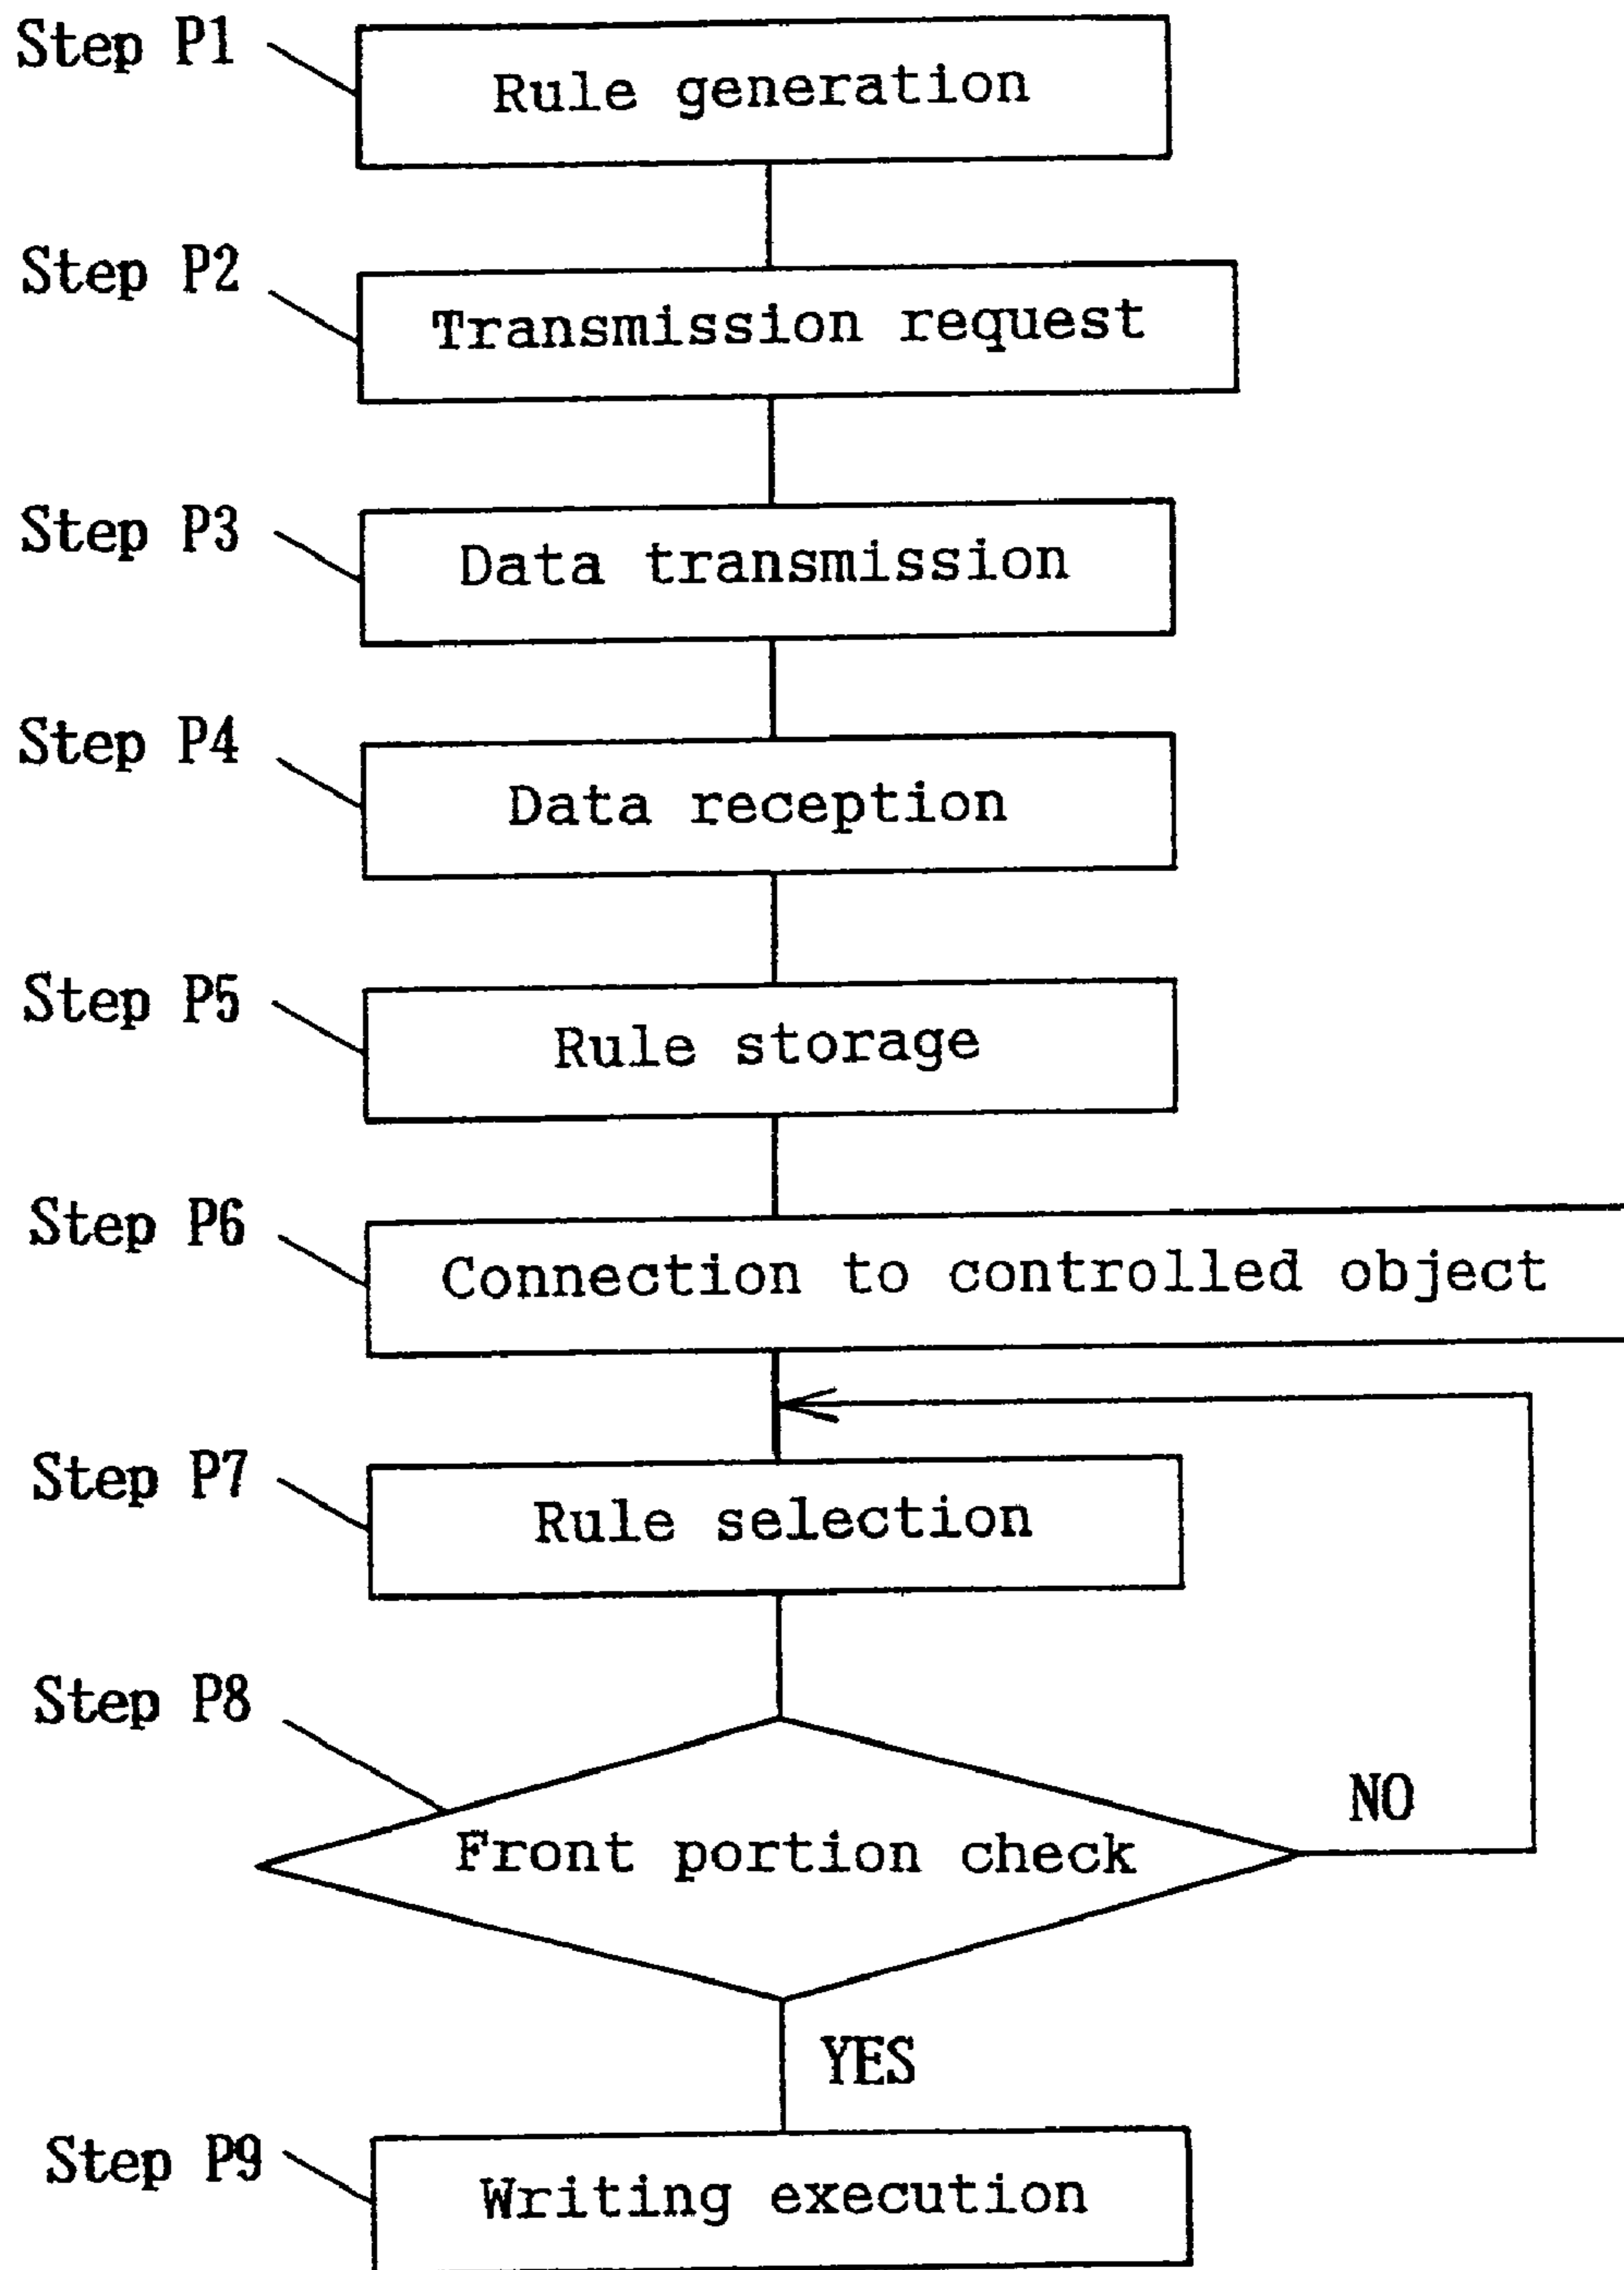 Step P1
Rule generation
Step P2
Transmission request
Step P3
Data transmission
Step P4
Data reception
Step P5
Rule storage
Step P6
Connection to controlled object
Step P7
Rule selection
Step P8
Front portion check
NO
YES
Step P9
Writing execution